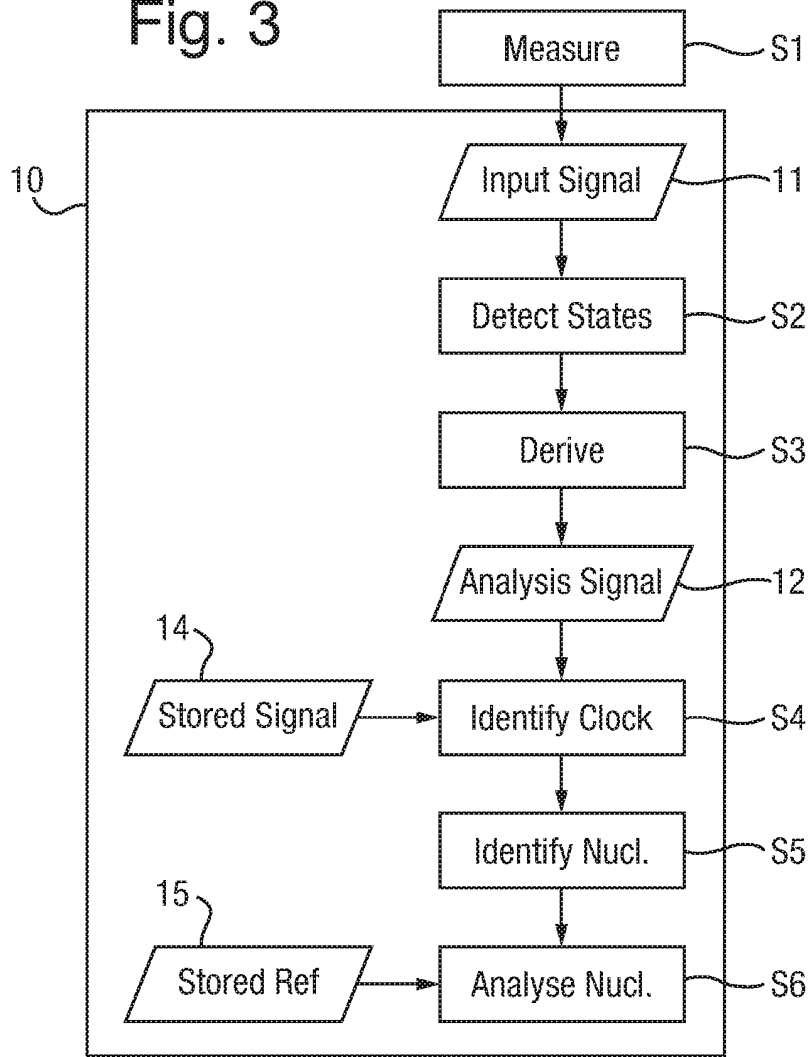 Fig. 3
Measure S1
10
Input Signal 11
Detect States S2
Derive S3
Analysis Signal 12
14
Stored Signal Identify Clock S4
Identify Nucl. S5
15
Stored Ref Analyse Nucl. S6